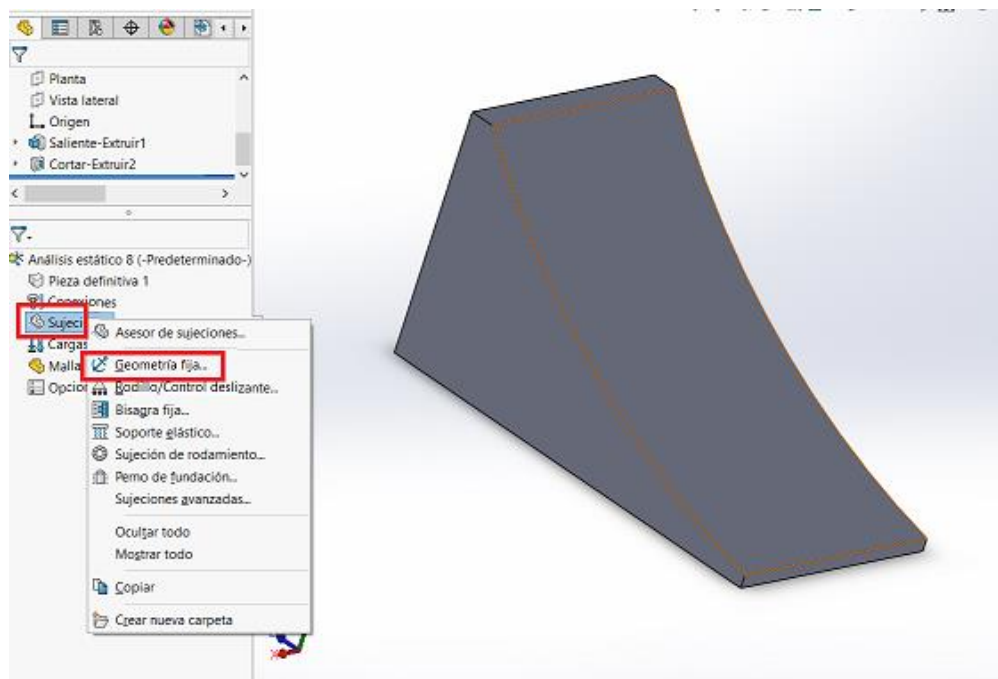 Planta
Vista lateral
Origen
Saliente-Extruir1
Cortar-Extruir2
Análisis estático 8 (-Predeterminado-)
Pieza definitiva 1
Conexiones
Sujeci
Cargas
Malla
Opcion
Asesor de sujeciones...
Geometría fija...
Rodillo/Control deslizante...
Bisagra fija...
Soporte elástico...
Sujeción de rodamiento...
Perno de fundación...
Sujeciones avanzadas...
Ocultar todo
Mostrar todo
Copiar
Crear nueva carpeta